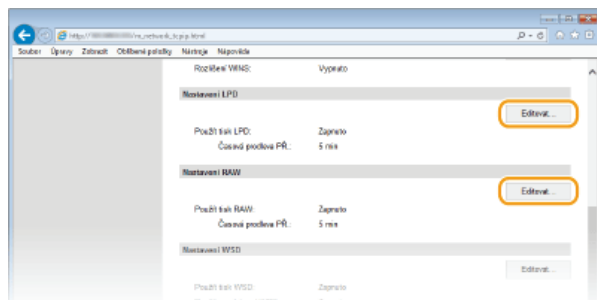 /m_network_tcpip.html
Soubor Úpravy Zobrazit Oblíbené položky Nástroje Nápověda
Rozlišení WINS: Vypnuto
Nastavení LPD
Editovat...
Použít tisk LPD: Zapnuto
Časová prodleva PŘ.: 5 min
Nastavení RAW
Editovat...
Použít tisk RAW: Zapnuto
Časová prodleva PŘ.: 5 min
Nastavení WSD
Editovat...
Použít tisk WSD: Zapnuto